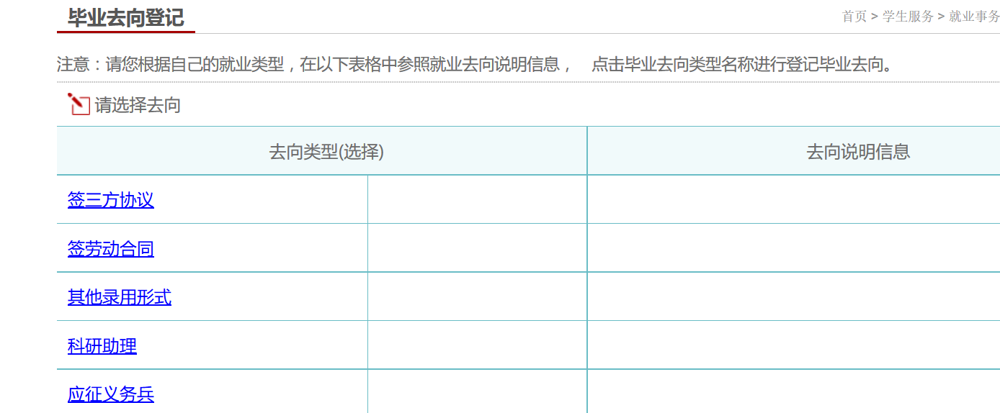 毕业去向登记
首页 > 学生服务 > 就业事务
注意：请您根据自己的就业类型，在以下表格中参照就业去向说明信息， 点击毕业去向类型名称进行登记毕业去向。
请选择去向
去向类型(选择) 去向说明信息
签三方协议
签劳动合同
其他录用形式
科研助理
应征义务兵